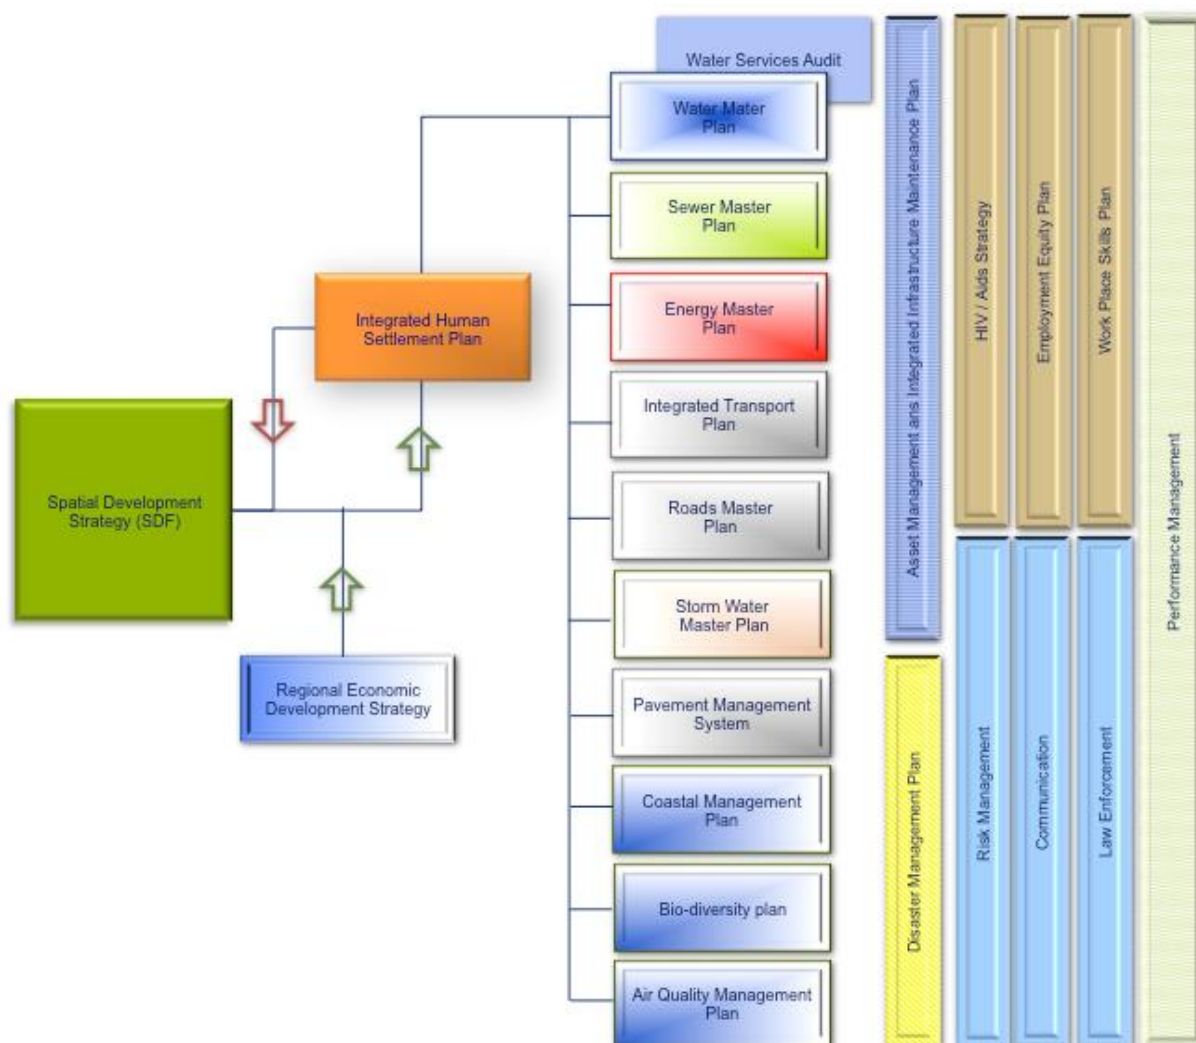 Water Services Audit
Water Mater
Plan
Sewer Master
Plan
Energy Master
Plan
Integrated Transport
Plan
Roads Master
Plan
Storm Water
Master Plan
Pavement Management
System
Coastal Management
Plan
Bio-diversity plan
Air Quality Management
Plan
Integrated Human
Settlement Plan
Spatial Development
Strategy (SDF)
Regional Economic
Development Strategy
Asset Management ans Integrated Infrastructure Maintenance Plan
Disaster Management Plan
HIV / Aids Strategy
Employment Equity Plan
Work Place Skills Plan
Risk Management
Communication
Law Enforcement
Performance Management